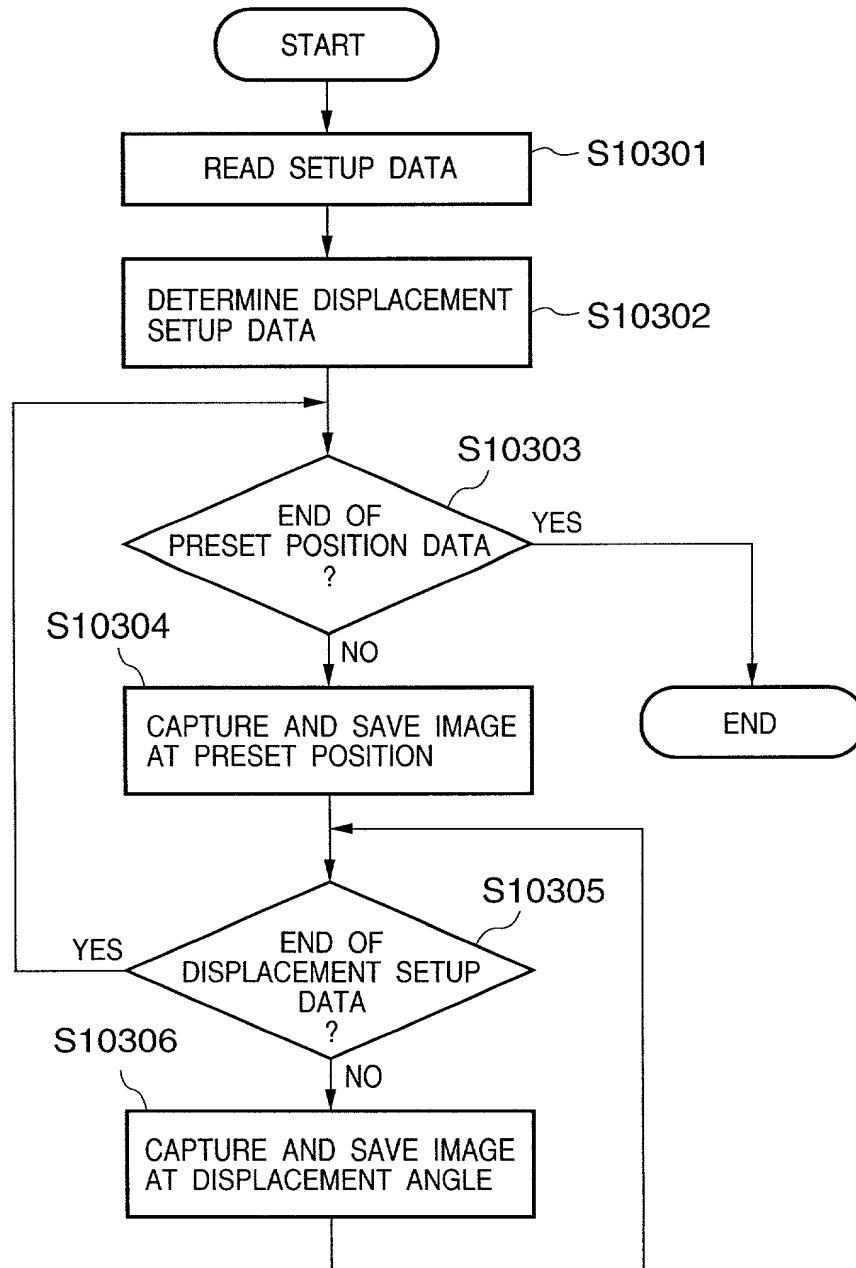 START
READ SETUP DATA
S10301
DETERMINE DISPLACEMENT
SETUP DATA
S10302
S10303
END OF
PRESET POSITION DATA
?
YES
NO
S10304
CAPTURE AND SAVE IMAGE
AT PRESET POSITION
END
S10305
END OF
DISPLACEMENT SETUP
DATA
?
YES
NO
S10306
CAPTURE AND SAVE IMAGE
AT DISPLACEMENT ANGLE